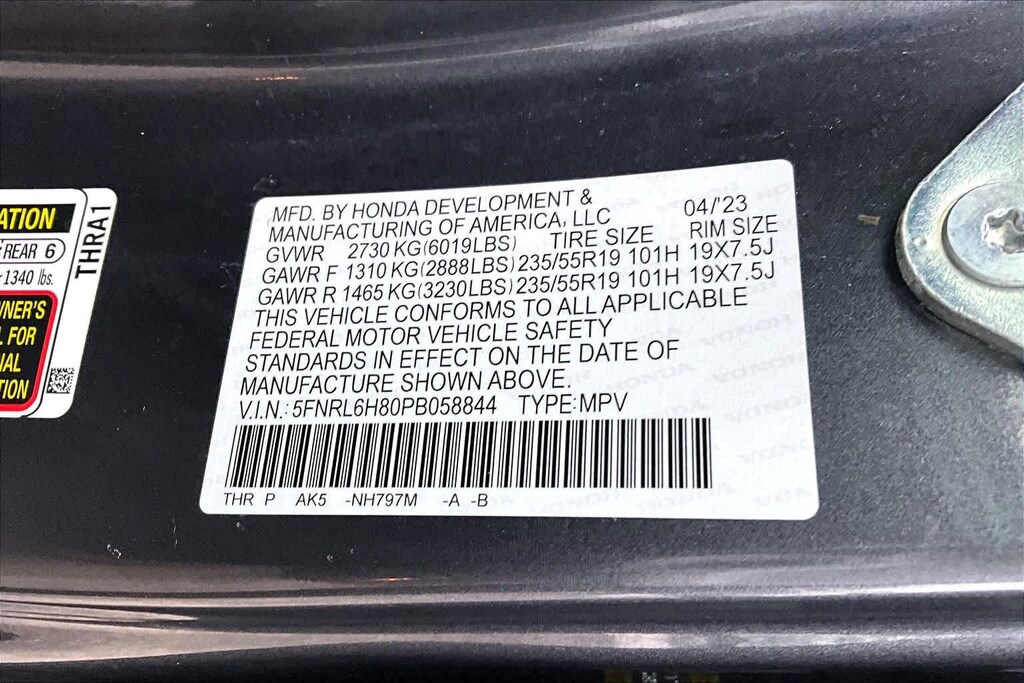 ATION
REAR 6
1340 lbs.
THRA1
MFD. BY HONDA DEVELOPMENT &
MANUFACTURING OF AMERICA, LLC 04/'23
GVWR 2730 KG(6019LBS) TIRE SIZE RIM SIZE
GAWR F 1310 KG(2888LBS) 235/55R19 101H 19X7.5J
GAWR R 1465 KG(3230LBS) 235/55R19 101H 19X7.5J
THIS VEHICLE CONFORMS TO ALL APPLICABLE
FEDERAL MOTOR VEHICLE SAFETY
STANDARDS IN EFFECT ON THE DATE OF
MANUFACTURE SHOWN ABOVE.
V.I.N.: 5FNRL6H80PB058844 TYPE:MPV
THR P AK5 -NH797M -A -B
WNER'S
L FOR
NAL
TION